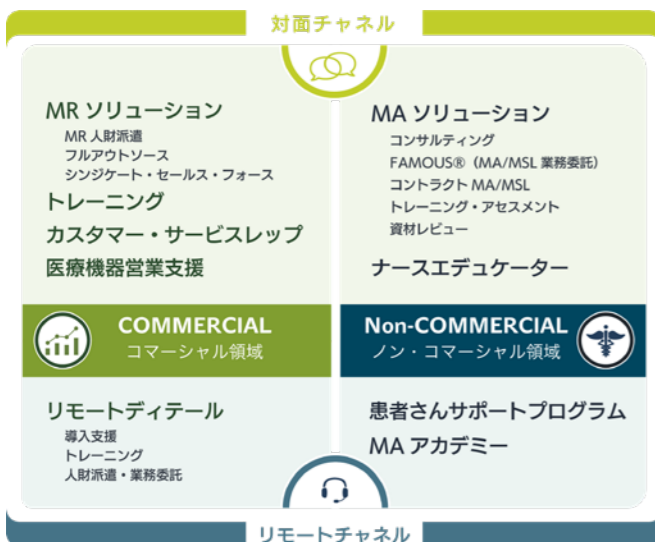 対面チャネル
MR ソリューション
MR 人財派遣
フルアウトソース
シンジケート・セールス・フォース
トレーニング
カスタマー・サービスレップ
医療機器営業支援
MA ソリューション
コンサルティング
FAMOUS®（MA/MSL 業務委託）
コントラクト MA/MSL
トレーニング・アセスメント
資材レビュー
ナースエデュケーター
COMMERCIAL
コマーシャル領域
Non-COMMERCIAL
ノン・コマーシャル領域
リモートディテール
導入支援
トレーニング
人財派遣・業務委託
患者さんサポートプログラム
MA アカデミー
リモートチャネル